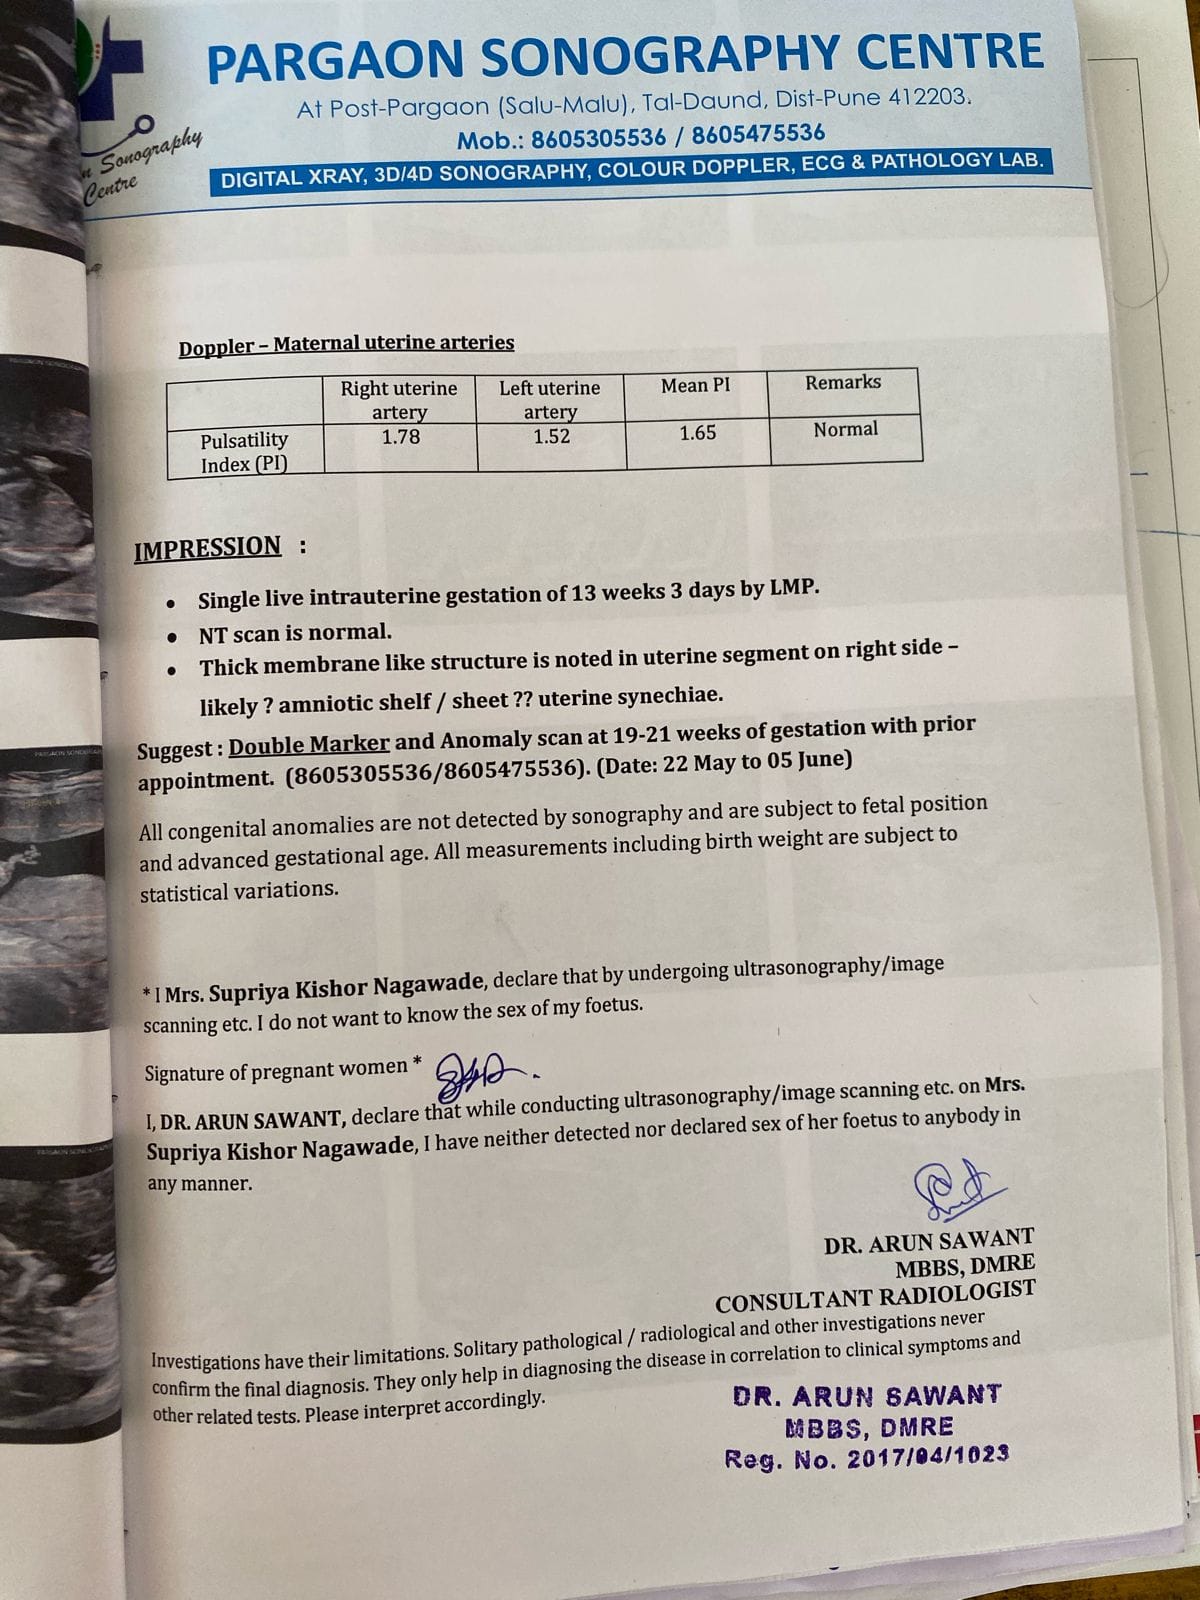 PARGAON SONOGRAPHY CENTRE
At Post-Pargaon (Salu-Malu), Tal-Daund, Dist-Pune 412203.
Mob.: 8605305536 / 8605475536
DIGITAL XRAY, 3D/4D SONOGRAPHY, COLOUR DOPPLER, ECG & PATHOLOGY LAB.
Sonography
Centre
Doppler – Maternal uterine arteries
Right uterine artery Left uterine artery Mean PI Remarks
Pulsatility Index (PI) 1.78 1.52 1.65 Normal
IMPRESSION :
• Single live intrauterine gestation of 13 weeks 3 days by LMP.
• NT scan is normal.
• Thick membrane like structure is noted in uterine segment on right side –
likely ? amniotic shelf / sheet ?? uterine synechiae.
Suggest : Double Marker and Anomaly scan at 19-21 weeks of gestation with prior
appointment. (8605305536/8605475536). (Date: 22 May to 05 June)
All congenital anomalies are not detected by sonography and are subject to fetal position
and advanced gestational age. All measurements including birth weight are subject to
statistical variations.
* I Mrs. Supriya Kishor Nagawade, declare that by undergoing ultrasonography/image
scanning etc. I do not want to know the sex of my foetus.
Signature of pregnant women *
I, DR. ARUN SAWANT, declare that while conducting ultrasonography/image scanning etc. on Mrs.
Supriya Kishor Nagawade, I have neither detected nor declared sex of her foetus to anybody in
any manner.
DR. ARUN SAWANT
MBBS, DMRE
CONSULTANT RADIOLOGIST
Investigations have their limitations. Solitary pathological / radiological and other investigations never
confirm the final diagnosis. They only help in diagnosing the disease in correlation to clinical symptoms and
other related tests. Please interpret accordingly.
DR. ARUN SAWANT
MBBS, DMRE
Reg. No. 2017/04/1023